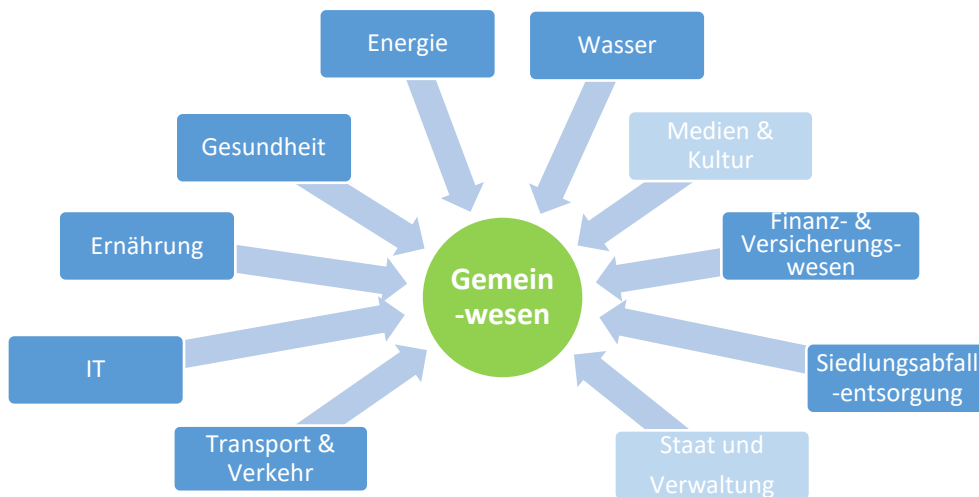 Energie
Wasser
Gesundheit
Medien &
Kultur
Ernährung
Finanz- &
Versicherungs-
wesen
Gemein
-wesen
IT
Siedlungsabfall
-entsorgung
Transport &
Verkehr
Staat und
Verwaltung